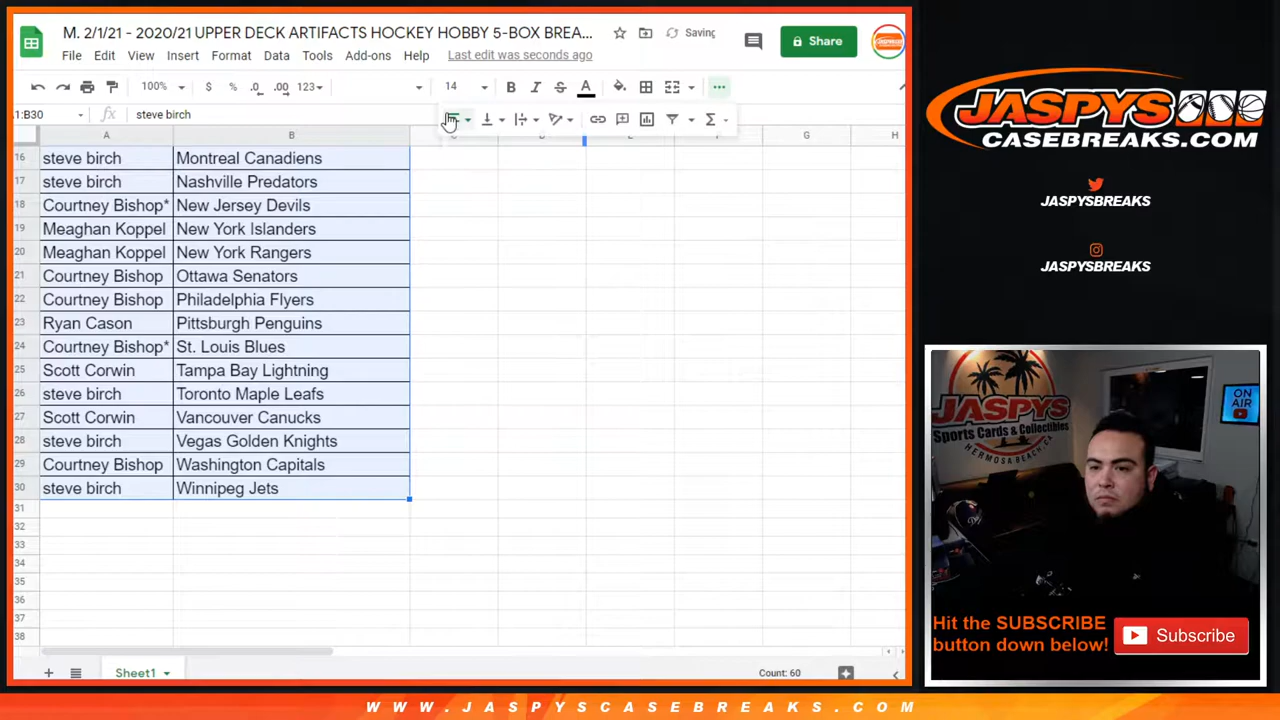 M. 2/1/21 - 2020/21 UPPER DECK ARTIFACTS HOCKEY HOBBY 5-BOX BREA...
Saving
Share
File Edit View Insert Format Data Tools Add-ons Help Last edit was seconds ago
100% $ % .0 .00 123 14 B I S A
1:B30 fx steve birch
A B G H
16 steve birch Montreal Canadiens
17 steve birch Nashville Predators
18 Courtney Bishop* New Jersey Devils
19 Meaghan Koppel New York Islanders
20 Meaghan Koppel New York Rangers
21 Courtney Bishop Ottawa Senators
22 Courtney Bishop Philadelphia Flyers
23 Ryan Cason Pittsburgh Penguins
24 Courtney Bishop* St. Louis Blues
25 Scott Corwin Tampa Bay Lightning
26 steve birch Toronto Maple Leafs
27 Scott Corwin Vancouver Canucks
28 steve birch Vegas Golden Knights
29 Courtney Bishop Washington Capitals
30 steve birch Winnipeg Jets
31
32
33
34
35
36
37
38
Sheet1
Count: 60
JASPYS
CASEBREAKS.COM
JASPYSBREAKS
JASPYSBREAKS
JASPYS
Sports Cards & Collectibles
HERMOSA BEACH, CA
ON AIR
Hit the SUBSCRIBE
button down below!
Subscribe
WWW.JASPYSCASEBREAKS.COM